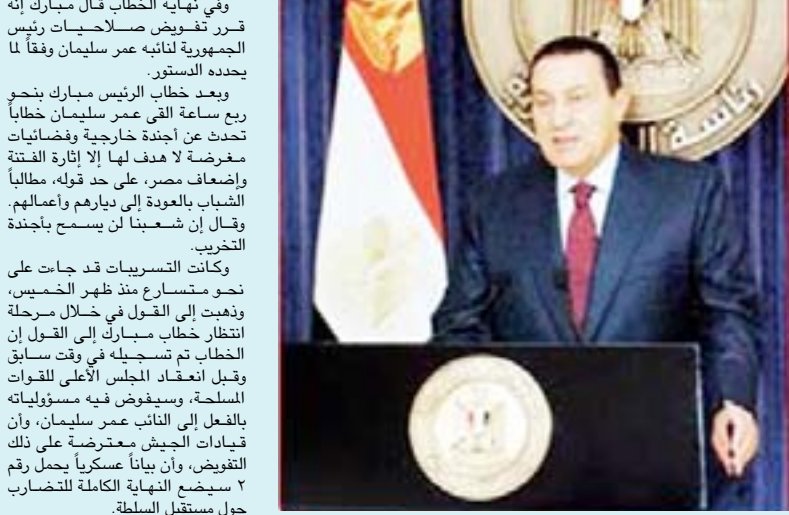 وفي نهاية الخطاب قال مبارك إنه
قرر تفويض صلاحيات رئيس
الجمهورية لنائبه عمر سليمان وفقاً لما
يحدده الدستور.
وبعد خطاب الرئيس مبارك بنحو
ربع ساعة القى عمر سليمان خطاباً
تحدث عن أجندة خارجية وفضائيات
مغرضة لا هدف لها إلا إثارة الفتنة
وإضعاف مصر، على حد قوله، مطالباً
الشباب بالعودة إلى ديارهم وأعمالهم.
وقال إن شعبنا لن يسمح بأجندة
التخريب.
وكانت التسريبات قد جاءت على
نحو متسارع منذ ظهر الخميس،
وذهبت إلى القول في خلال مرحلة
انتظار خطاب مبارك إلى القول إن
الخطاب تم تسجيله في وقت سابق
وقبل انعقاد المجلس الأعلى للقوات
المسلحة، وسيفوض فيه مسؤولياته
بالفعل إلى النائب عمر سليمان، وأن
قيادات الجيش معترضة على ذلك
التفويض، وأن بياناً عسكرياً يحمل رقم
٢ سيضع النهاية الكاملة للتضارب
حول مستقبل السلطة.
رئاسة